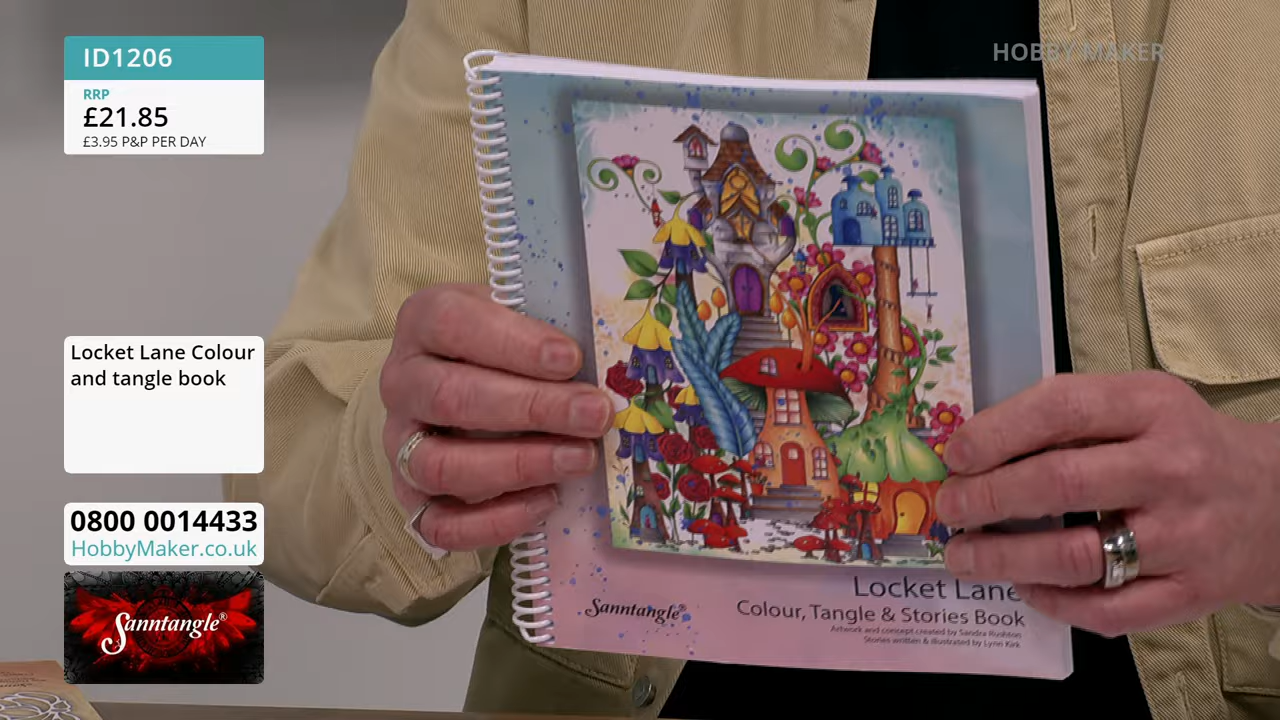 ID1206
RRP
£21.85
£3.95 P&P PER DAY
HOBBY MAKER
Locket Lane Colour
and tangle book
0800 0014433
HobbyMaker.co.uk
Sanntangle®
Sanntangle®
Locket Lane
Colour, Tangle & Stories Book
Artwork and concept created by Sandra Rushton
Stories written & illustrated by Lynn Kirk